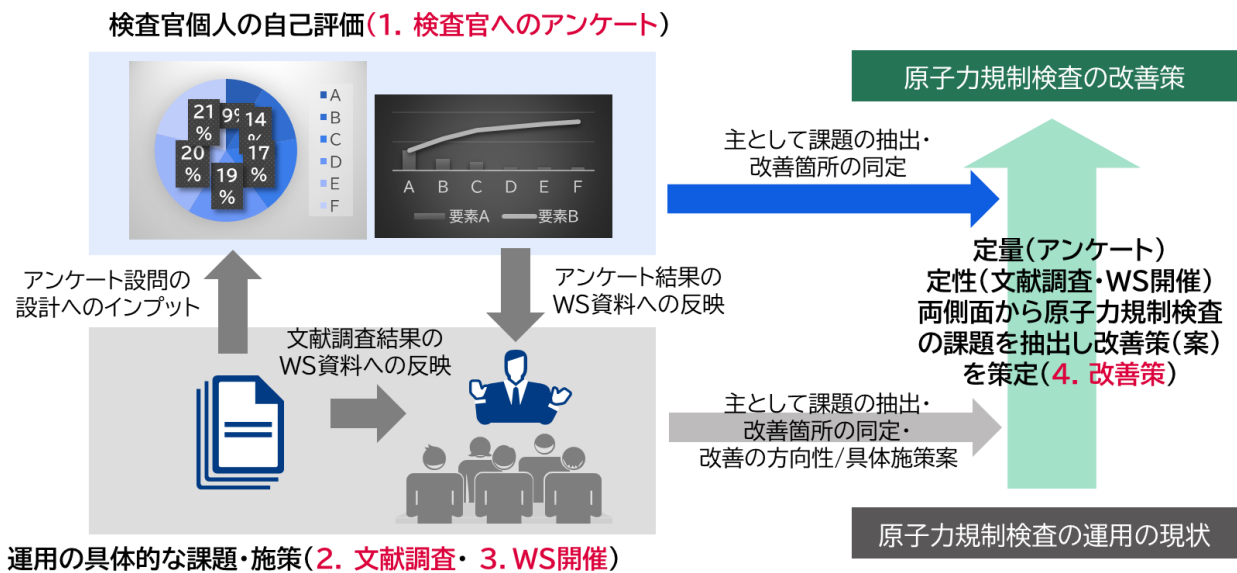 検査官個人の自己評価(1. 検査官へのアンケート)
21%
9%
14%
20%
17%
19%
A
B
C
D
E
F
A B C D E F
要素A 要素B
アンケート設問の
設計へのインプット
アンケート結果の
WS資料への反映
文献調査結果の
WS資料への反映
運用の具体的な課題・施策(2. 文献調査・ 3. WS開催)
原子力規制検査の改善策
主として課題の抽出・
改善箇所の同定
定量(アンケート)
定性(文献調査・WS開催)
両側面から原子力規制検査
の課題を抽出し改善策(案)
を策定(4. 改善策)
主として課題の抽出・
改善箇所の同定・
改善の方向性/具体施策案
原子力規制検査の運用の現状